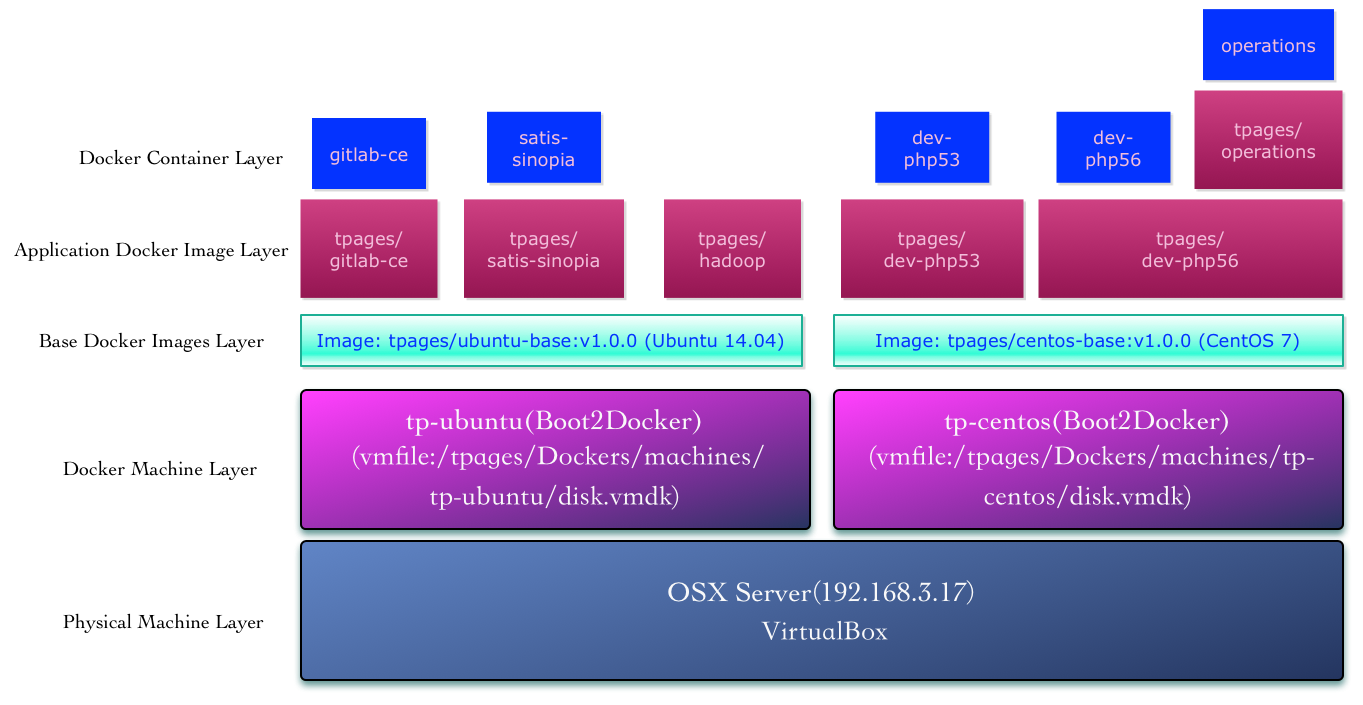 operations
tpages/
operations
Docker Container Layer
gitlab-ce
satis-
sinopia
dev-
php53
dev-
php56
Application Docker Image Layer
tpages/
gitlab-ce
tpages/
satis-sinopia
tpages/
hadoop
tpages/
dev-php53
tpages/
dev-php56
Base Docker Images Layer
Image: tpages/ubuntu-base:v1.0.0 (Ubuntu 14.04)
Image: tpages/centos-base:v1.0.0 (CentOS 7)
Docker Machine Layer
tp-ubuntu(Boot2Docker)
(vmfile:/tpages/Dockers/machines/
tp-ubuntu/disk.vmdk)
tp-centos(Boot2Docker)
(vmfile:/tpages/Dockers/machines/tp-
centos/disk.vmdk)
Physical Machine Layer
OSX Server(192.168.3.17)
VirtualBox